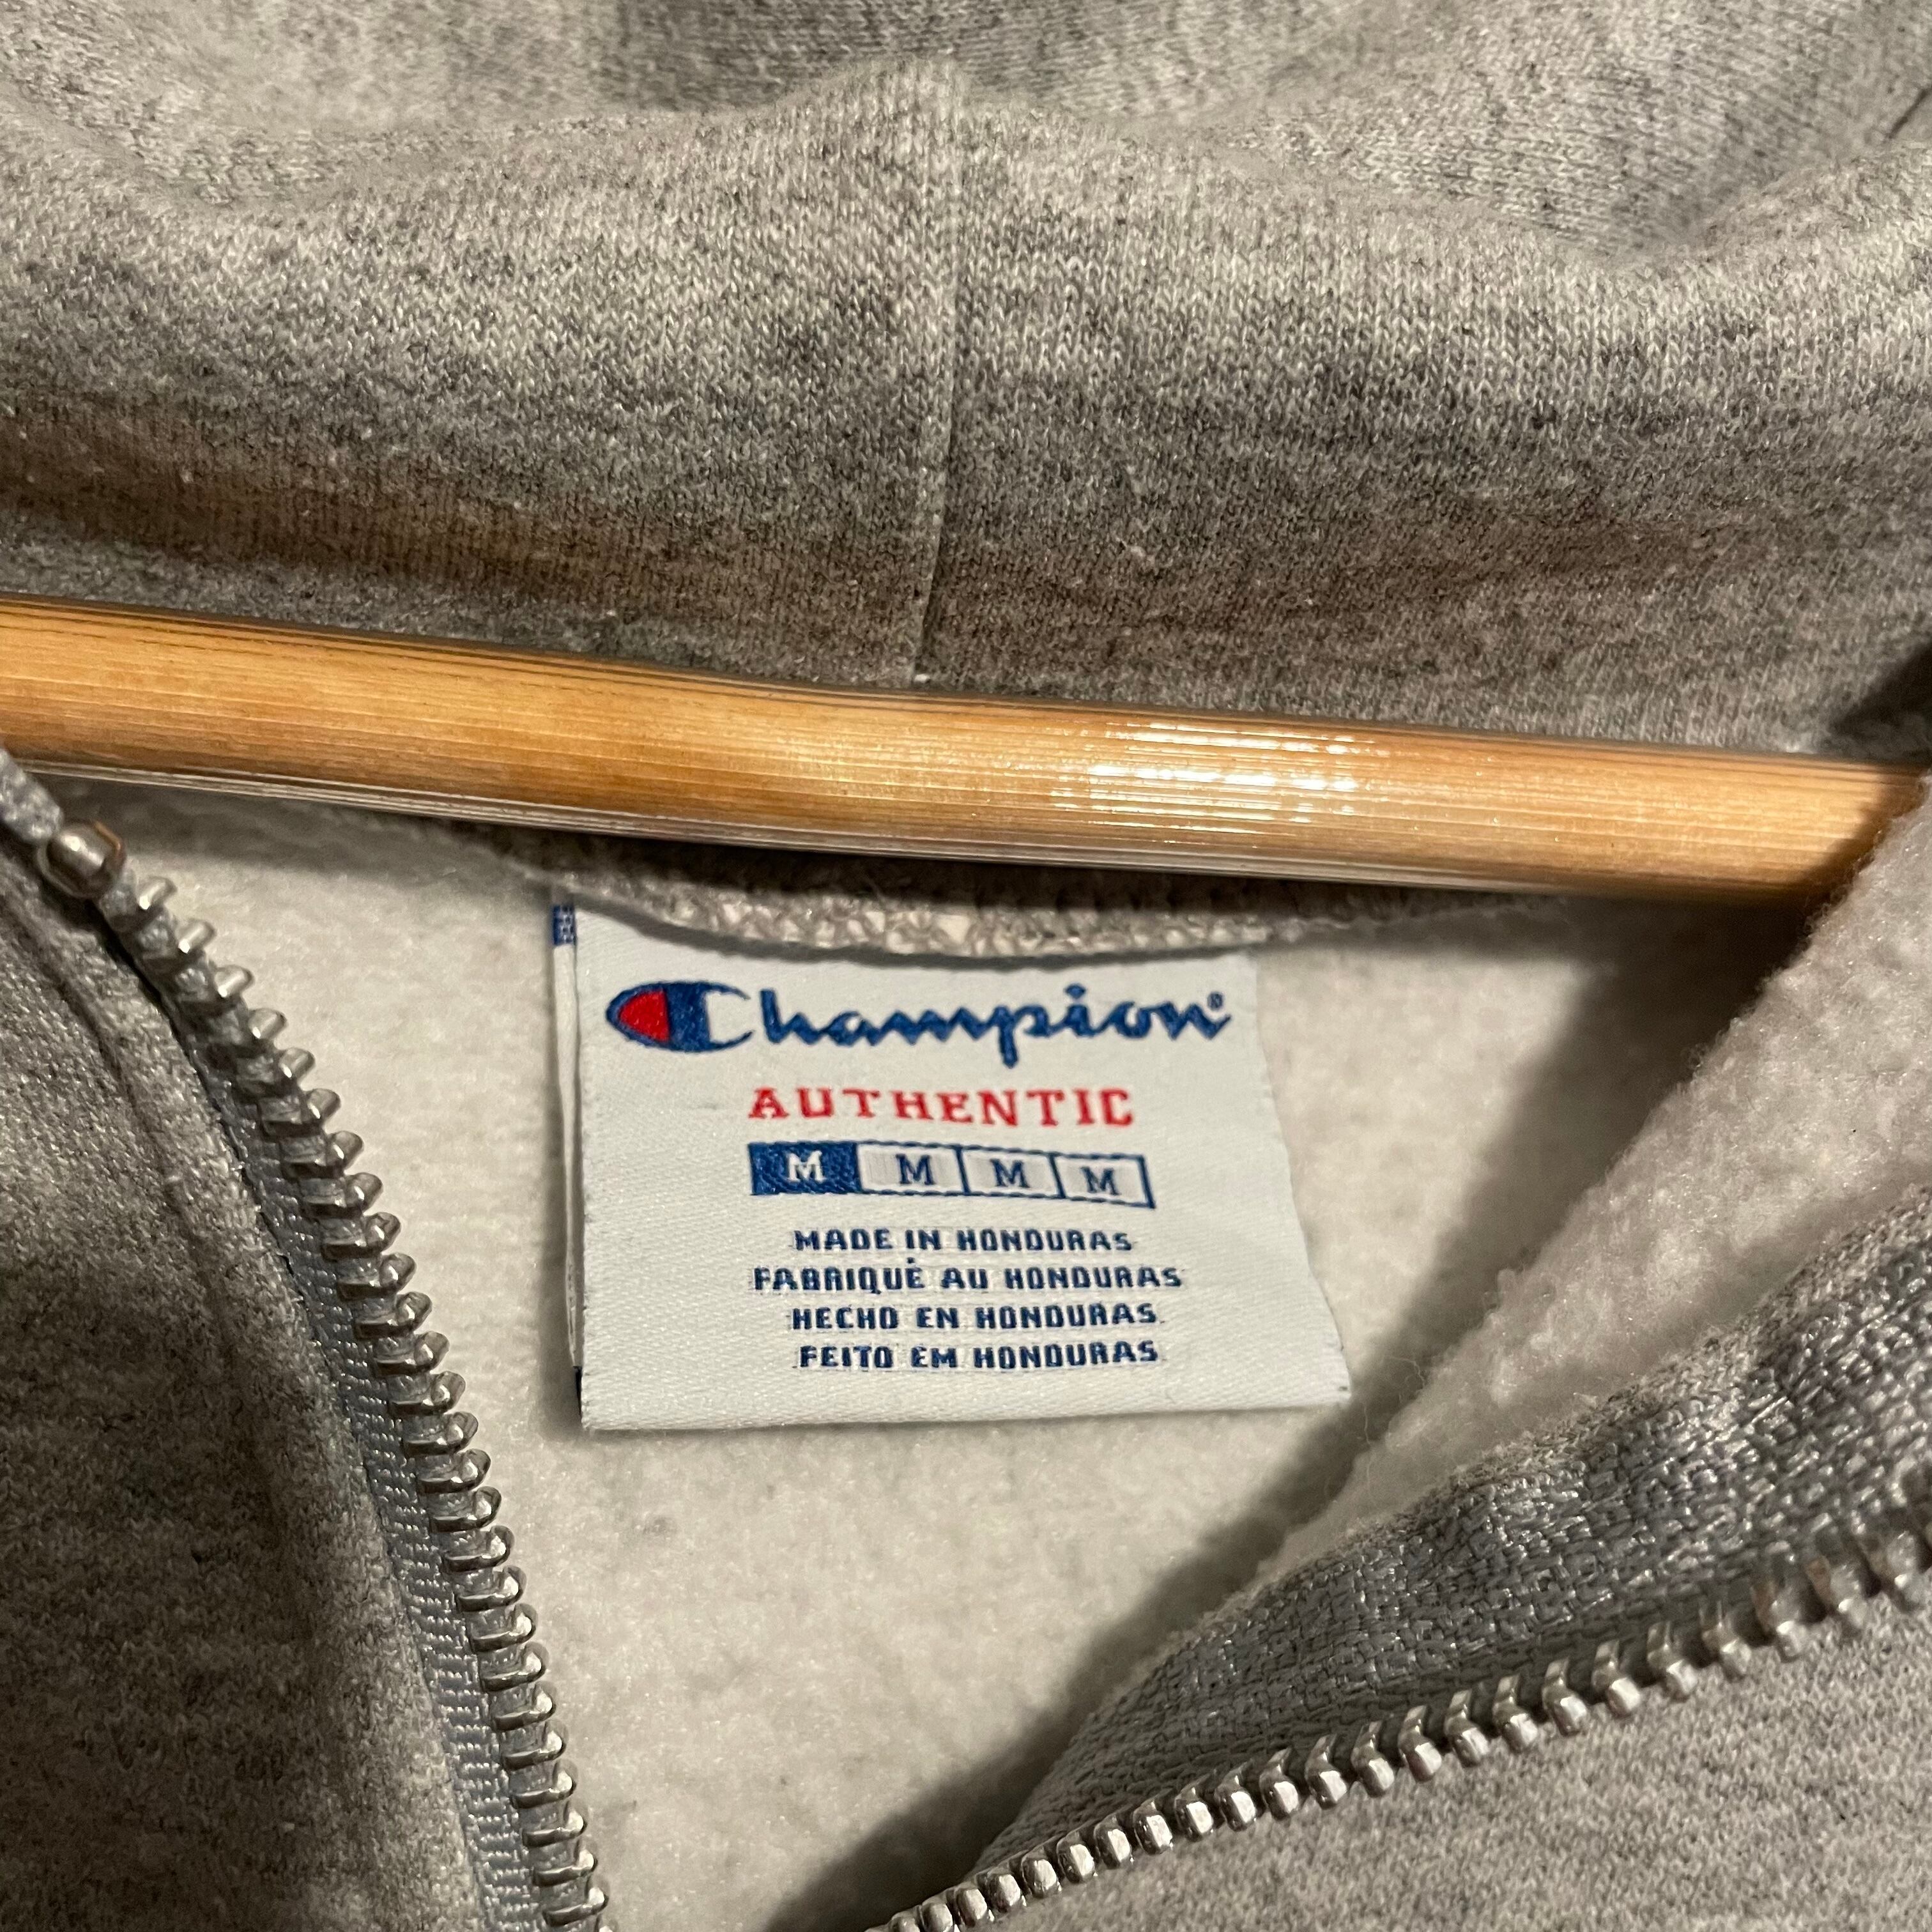 Champion®
AUTHENTIC
M M M M
MADE IN HONDURAS
FABRIQUÉ AU HONDURAS
HECHO EN HONDURAS
FEITO EM HONDURAS